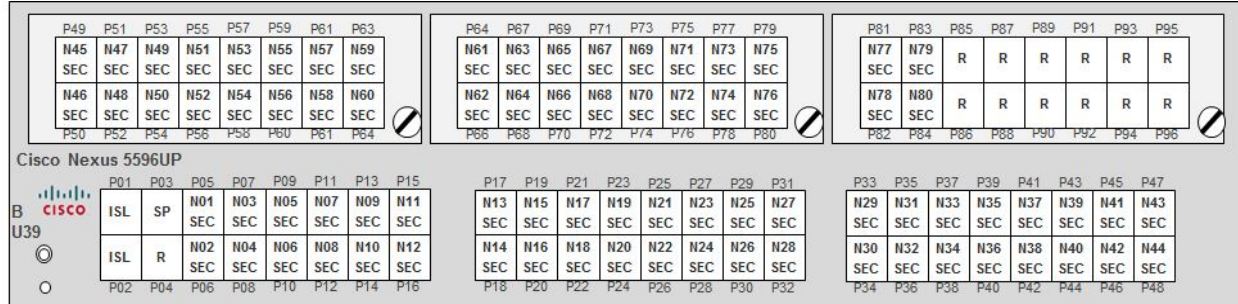 P49 P51 P53 P55 P57 P59 P61 P63 P64 P67 P69 P71 P73 P75 P77 P79 P81 P83 P85 P87 P89 P91 P93 P95
N45 N47 N49 N51 N53 N55 N57 N59 N61 N63 N65 N67 N69 N71 N73 N75 N77 N79 R R R R R R
SEC SEC SEC SEC SEC SEC SEC SEC SEC SEC SEC SEC SEC SEC SEC SEC SEC SEC
N46 N48 N50 N52 N54 N56 N58 N60 N62 N64 N66 N68 N70 N72 N74 N76 N78 N80 R R R R R R
SEC SEC SEC SEC SEC SEC SEC SEC SEC SEC SEC SEC SEC SEC SEC SEC SEC SEC
P50 P52 P54 P56 P58 P60 P61 P64 P66 P68 P70 P72 P74 P76 P78 P80 P82 P84 P86 P88 P90 P92 P94 P96
Cisco Nexus 5596UP
P01 P03 P05 P07 P09 P11 P13 P15 P17 P19 P21 P23 P25 P27 P29 P31 P33 P35 P37 P39 P41 P43 P45 P47
B CISCO ISL SP N01 N03 N05 N07 N09 N11 N13 N15 N17 N19 N21 N23 N25 N27 N29 N31 N33 N35 N37 N39 N41 N43
SEC SEC SEC SEC SEC SEC SEC SEC SEC SEC SEC SEC SEC SEC SEC SEC SEC SEC SEC SEC SEC SEC
U39
ISL R N02 N04 N06 N08 N10 N12 N14 N16 N18 N20 N22 N24 N26 N28 N30 N32 N34 N36 N38 N40 N42 N44
SEC SEC SEC SEC SEC SEC SEC SEC SEC SEC SEC SEC SEC SEC SEC SEC SEC SEC SEC SEC SEC SEC
P02 P04 P06 P08 P10 P12 P14 P16 P18 P20 P22 P24 P26 P28 P30 P32 P34 P36 P38 P40 P42 P44 P46 P48